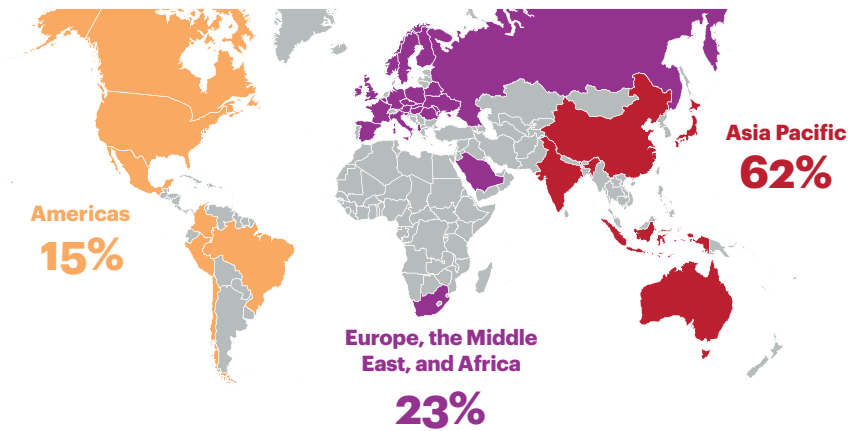 Asia Pacific
62%
Americas
15%
Europe, the Middle
East, and Africa
23%